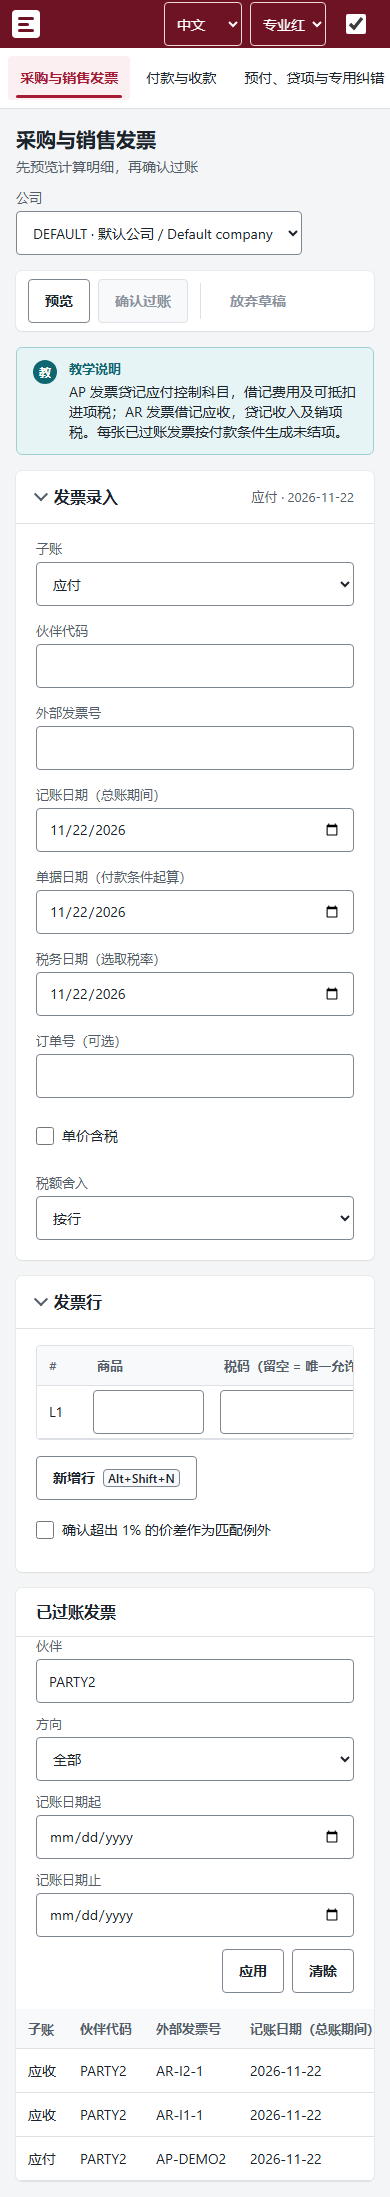 中文 专业红
采购与销售发票 付款与收款 预付、贷项与专用纠错
采购与销售发票
先预览计算明细，再确认过账
公司
DEFAULT · 默认公司 / Default company
预览 确认过账 放弃草稿
教 教学说明
AP 发票贷记应付控制科目，借记费用及可抵扣
进项税；AR 发票借记应收，贷记收入及销项
税。每张已过账发票按付款条件生成未结项。
发票录入 应付 · 2026-11-22
子账
应付
伙伴代码
外部发票号
记账日期（总账期间）
11/22/2026
单据日期（付款条件起算）
11/22/2026
税务日期（选取税率）
11/22/2026
订单号（可选）
单价含税
税额舍入
按行
发票行
# 商品 税码（留空 = 唯一允许
L1
新增行 Alt+Shift+N
确认超出 1% 的价差作为匹配例外
已过账发票
伙伴
PARTY2
方向
全部
记账日期起
mm/dd/yyyy
记账日期止
mm/dd/yyyy
应用 清除
子账 伙伴代码 外部发票号 记账日期（总账期间）
应收 PARTY2 AR-I2-1 2026-11-22
应收 PARTY2 AR-I1-1 2026-11-22
应付 PARTY2 AP-DEMO2 2026-11-22